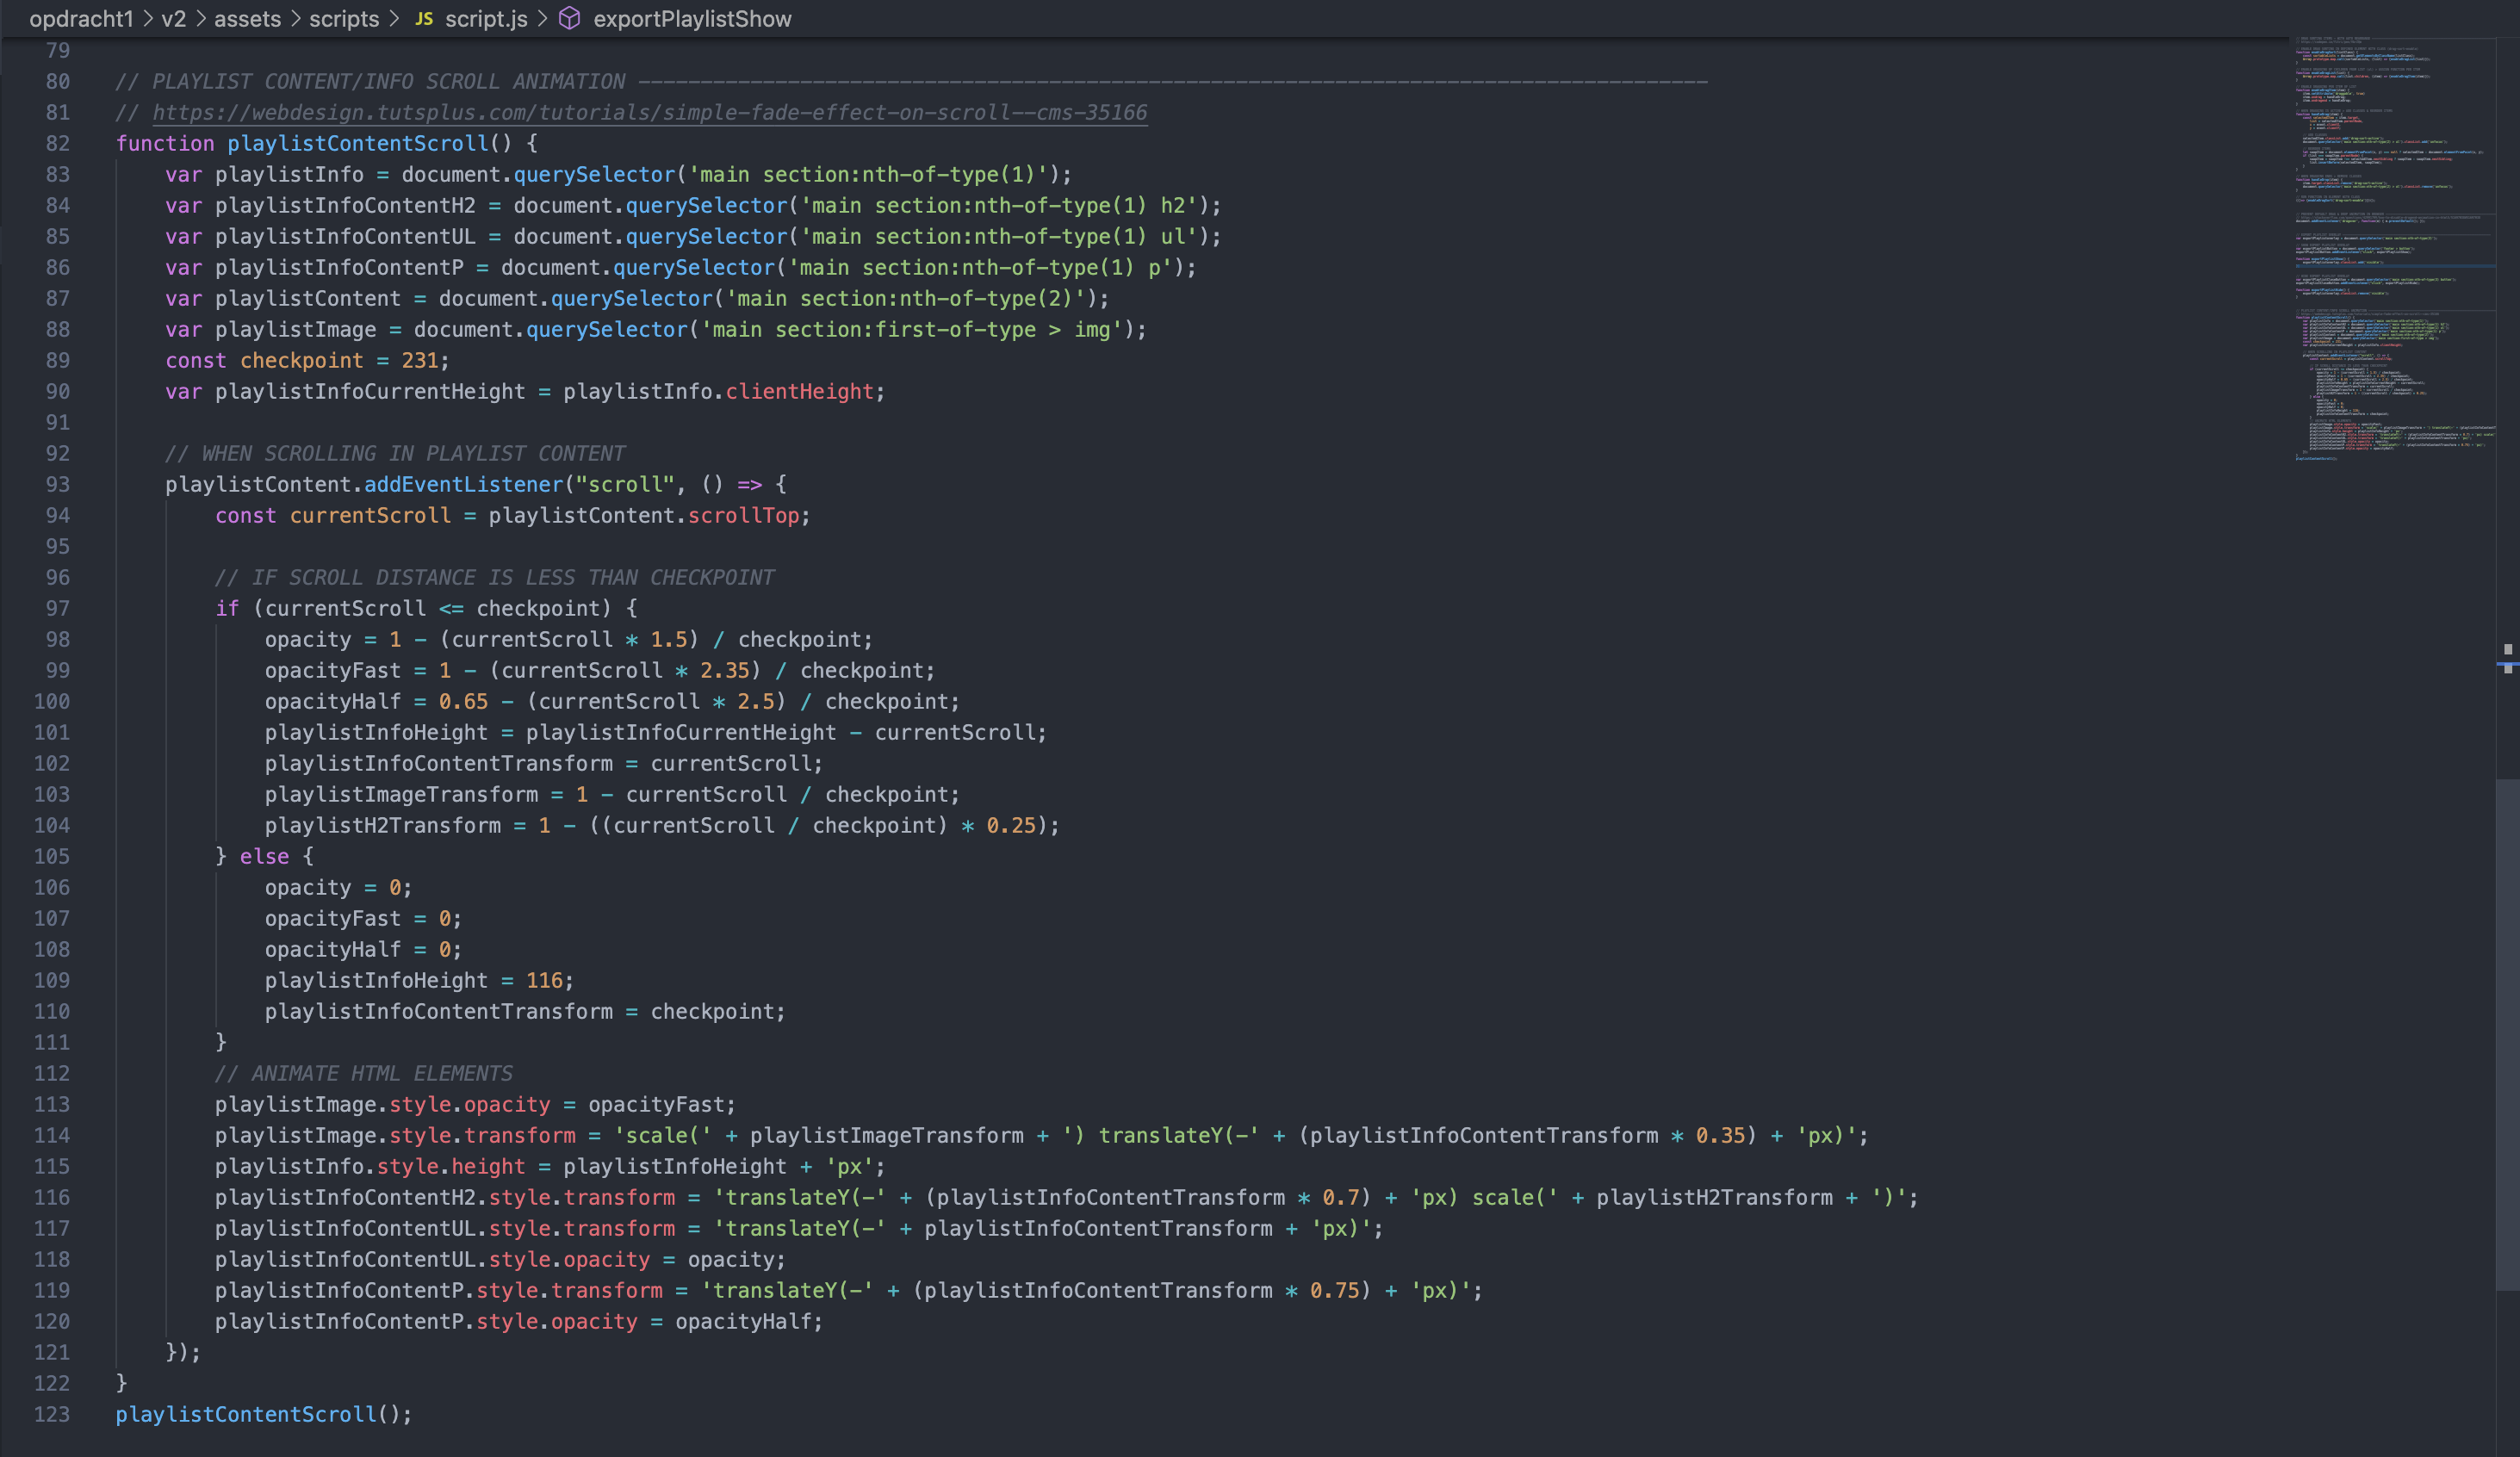 opdracht1 > v2 > assets > scripts > JS script.js > exportPlaylistShow
79
80 // PLAYLIST CONTENT/INFO SCROLL ANIMATION --------------------------------------------------------------------------------------
81 // https://webdesign.tutsplus.com/tutorials/simple-fade-effect-on-scroll--cms-35166
82 function playlistContentScroll() {
83     var playlistInfo = document.querySelector('main section:nth-of-type(1)');
84     var playlistInfoContentH2 = document.querySelector('main section:nth-of-type(1) h2');
85     var playlistInfoContentUL = document.querySelector('main section:nth-of-type(1) ul');
86     var playlistInfoContentP = document.querySelector('main section:nth-of-type(1) p');
87     var playlistContent = document.querySelector('main section:nth-of-type(2)');
88     var playlistImage = document.querySelector('main section:first-of-type > img');
89     const checkpoint = 231;
90     var playlistInfoCurrentHeight = playlistInfo.clientHeight;
91
92     // WHEN SCROLLING IN PLAYLIST CONTENT
93     playlistContent.addEventListener("scroll", () => {
94         const currentScroll = playlistContent.scrollTop;
95
96         // IF SCROLL DISTANCE IS LESS THAN CHECKPOINT
97         if (currentScroll <= checkpoint) {
98             opacity = 1 - (currentScroll * 1.5) / checkpoint;
99             opacityFast = 1 - (currentScroll * 2.35) / checkpoint;
100             opacityHalf = 0.65 - (currentScroll * 2.5) / checkpoint;
101             playlistInfoHeight = playlistInfoCurrentHeight - currentScroll;
102             playlistInfoContentTransform = currentScroll;
103             playlistImageTransform = 1 - currentScroll / checkpoint;
104             playlistH2Transform = 1 - ((currentScroll / checkpoint) * 0.25);
105         } else {
106             opacity = 0;
107             opacityFast = 0;
108             opacityHalf = 0;
109             playlistInfoHeight = 116;
110             playlistInfoContentTransform = checkpoint;
111         }
112         // ANIMATE HTML ELEMENTS
113         playlistImage.style.opacity = opacityFast;
114         playlistImage.style.transform = 'scale(' + playlistImageTransform + ') translateY(-' + (playlistInfoContentTransform * 0.35) + 'px)';
115         playlistInfo.style.height = playlistInfoHeight + 'px';
116         playlistInfoContentH2.style.transform = 'translateY(-' + (playlistInfoContentTransform * 0.7) + 'px) scale(' + playlistH2Transform + ')';
117         playlistInfoContentUL.style.transform = 'translateY(-' + playlistInfoContentTransform + 'px)';
118         playlistInfoContentUL.style.opacity = opacity;
119         playlistInfoContentP.style.transform = 'translateY(-' + (playlistInfoContentTransform * 0.75) + 'px)';
120         playlistInfoContentP.style.opacity = opacityHalf;
121     });
122 }
123 playlistContentScroll();